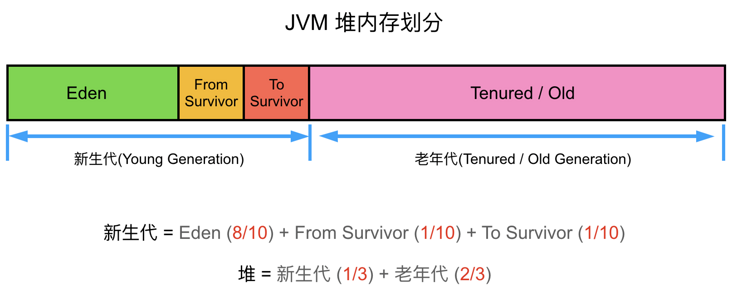 JVM 堆内存划分
Eden
From
Survivor
To
Survivor
Tenured / Old
新生代(Young Generation)
老年代(Tenured / Old Generation)
新生代 = Eden (8/10) + From Survivor (1/10) + To Survivor (1/10)
堆 = 新生代 (1/3) + 老年代 (2/3)